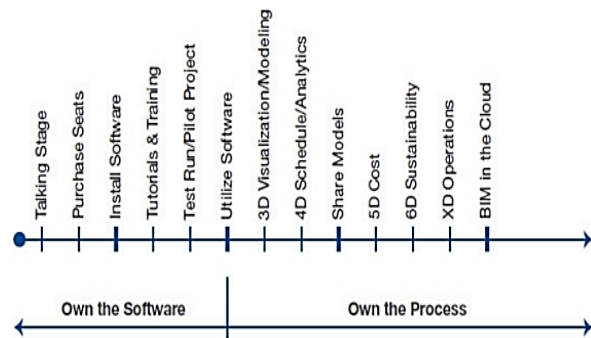 Talking Stage
Purchase Seats
Install Software
Tutorials & Training
Test Run/Pilot Project
Utilize Software
3D Visualization/Modeling
4D Schedule/Analytics
Share Models
5D Cost
6D Sustainability
XD Operations
BIM in the Cloud
Own the Software
Own the Process